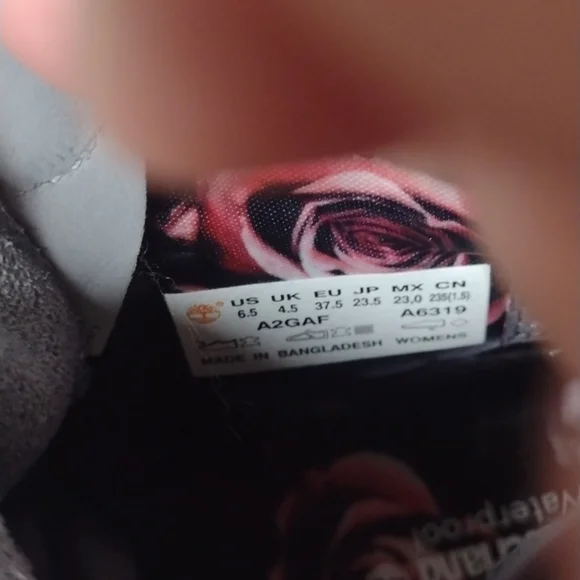 US UK EU JP MX CN
6.5 4.5 37.5 23.5 23,0 235(1.5)
A2GAF A6319
MADE IN BANGLADESH WOMENS
Waterproof